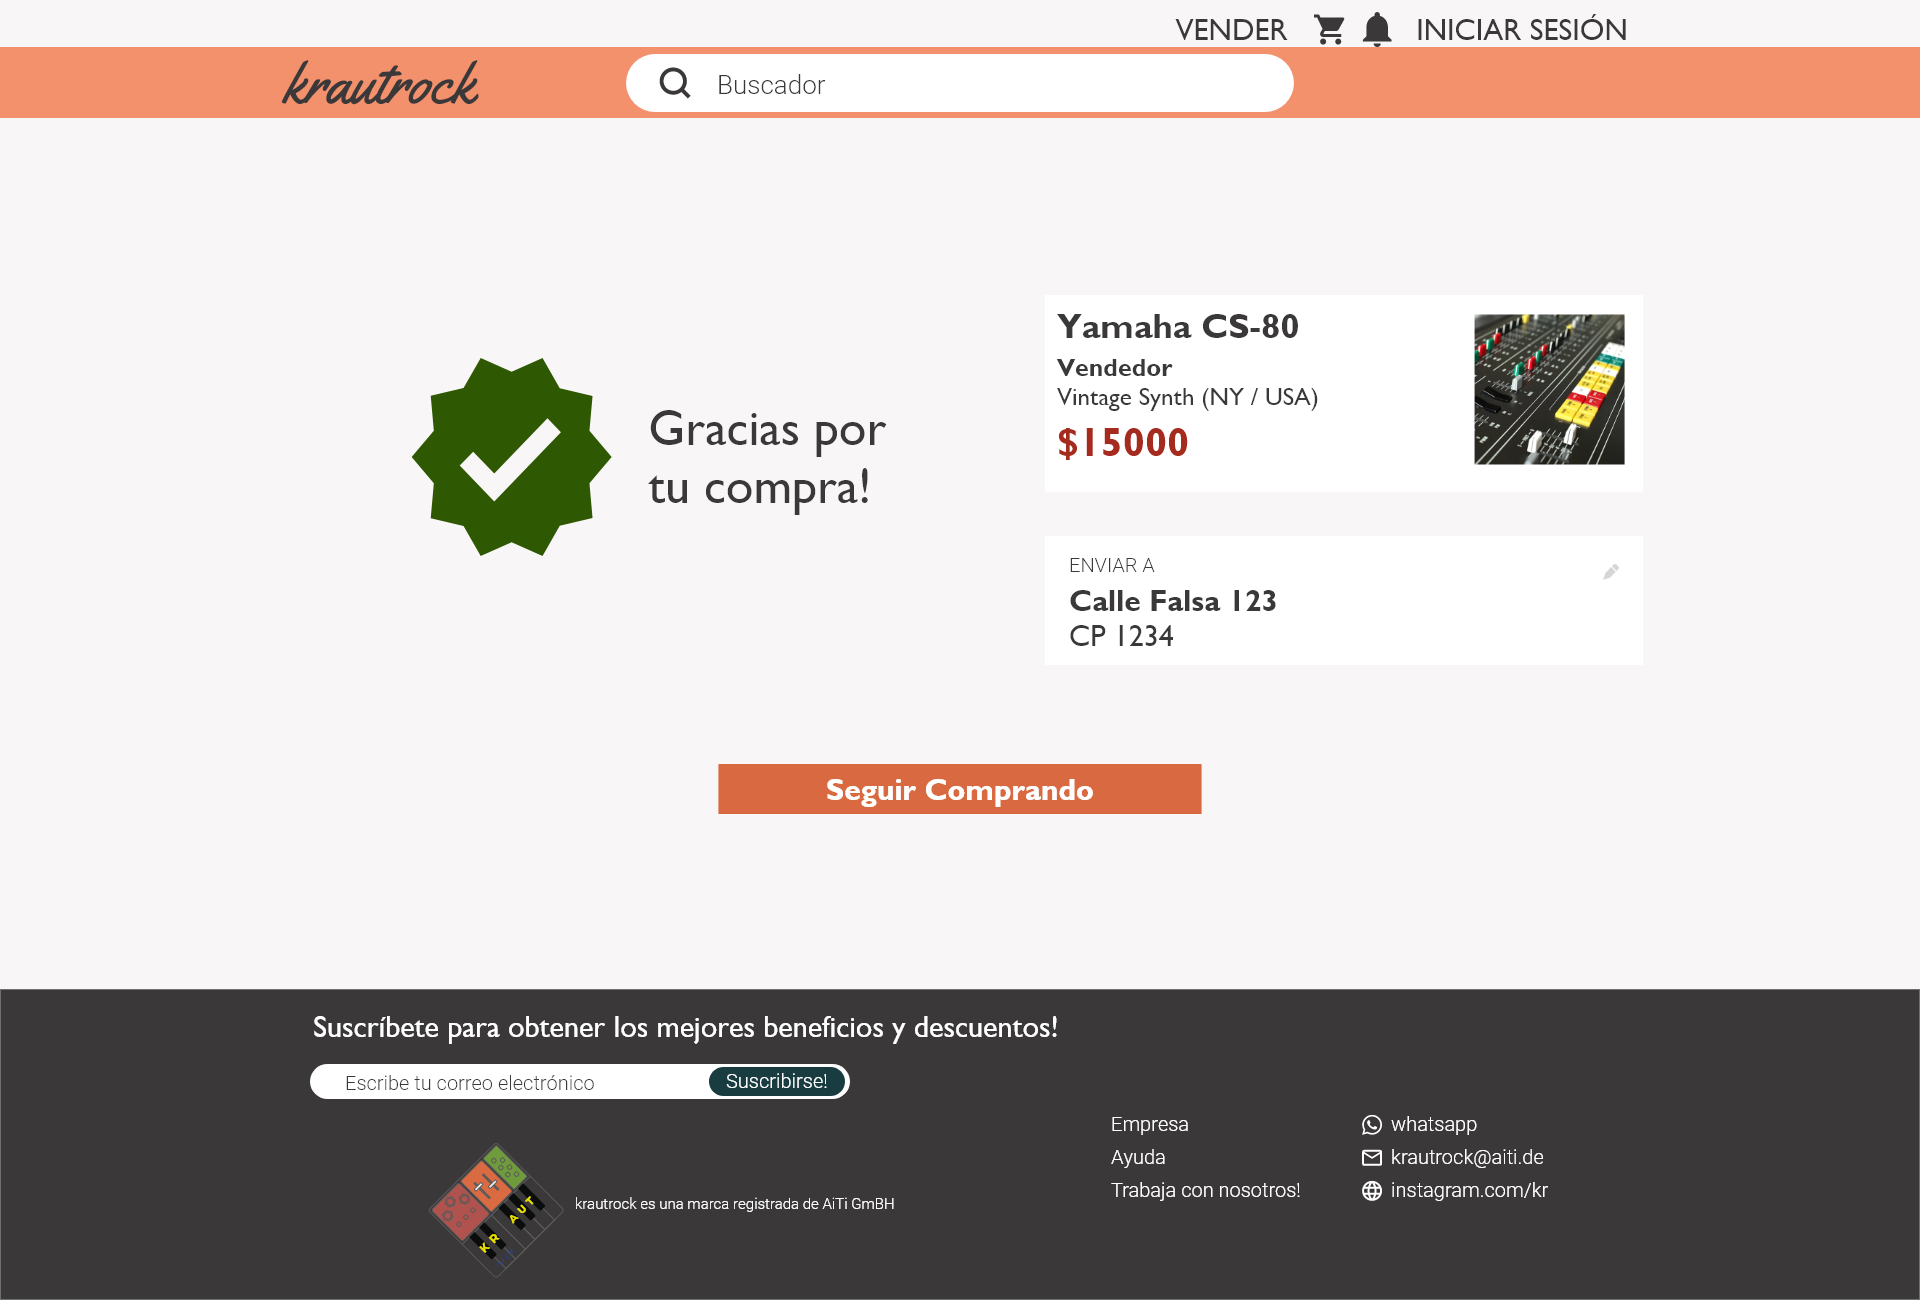 VENDER
INICIAR SESIÓN
krautrock
Buscador
Gracias por
tu compra!
Yamaha CS-80
Vendedor
Vintage Synth (NY / USA)
$15000
ENVIAR A
Calle Falsa 123
CP 1234
Seguir Comprando
Suscríbete para obtener los mejores beneficios y descuentos!
Escribe tu correo electrónico
Suscribirse!
KR AUT
krautrock es una marca registrada de AiTi GmBH
Empresa
Ayuda
Trabaja con nosotros!
whatsapp
krautrock@aiti.de
instagram.com/kr